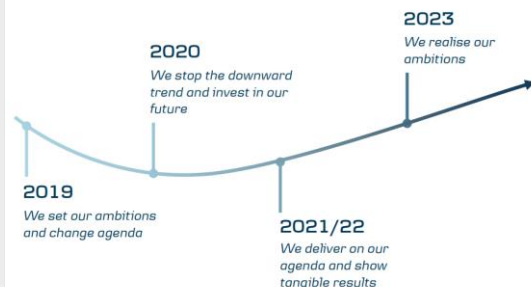 2019
We set our ambitions
and change agenda
2020
We stop the downward
trend and invest in our
future
2021/22
We deliver on our
agenda and show
tangible results
2023
We realise our
ambitions